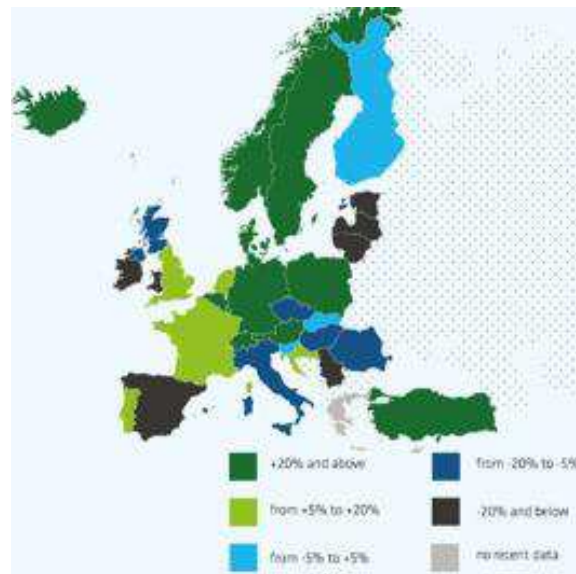 +20% and above
from +5% to +20%
from -5% to +5%
from -20% to -5%
-20% and below
no recent data